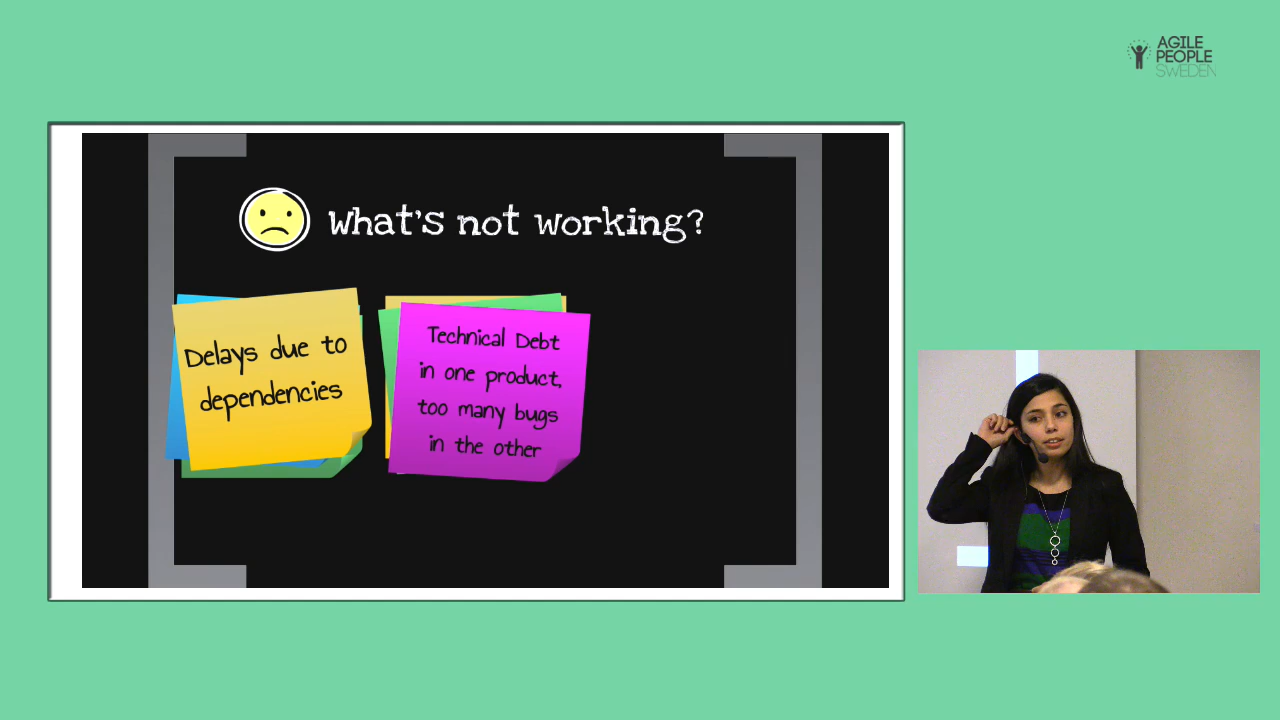 AGILE
PEOPLE
SWEDEN
What's not working?
Delays due to
dependencies
Technical Debt
in one product,
too many bugs
in the other